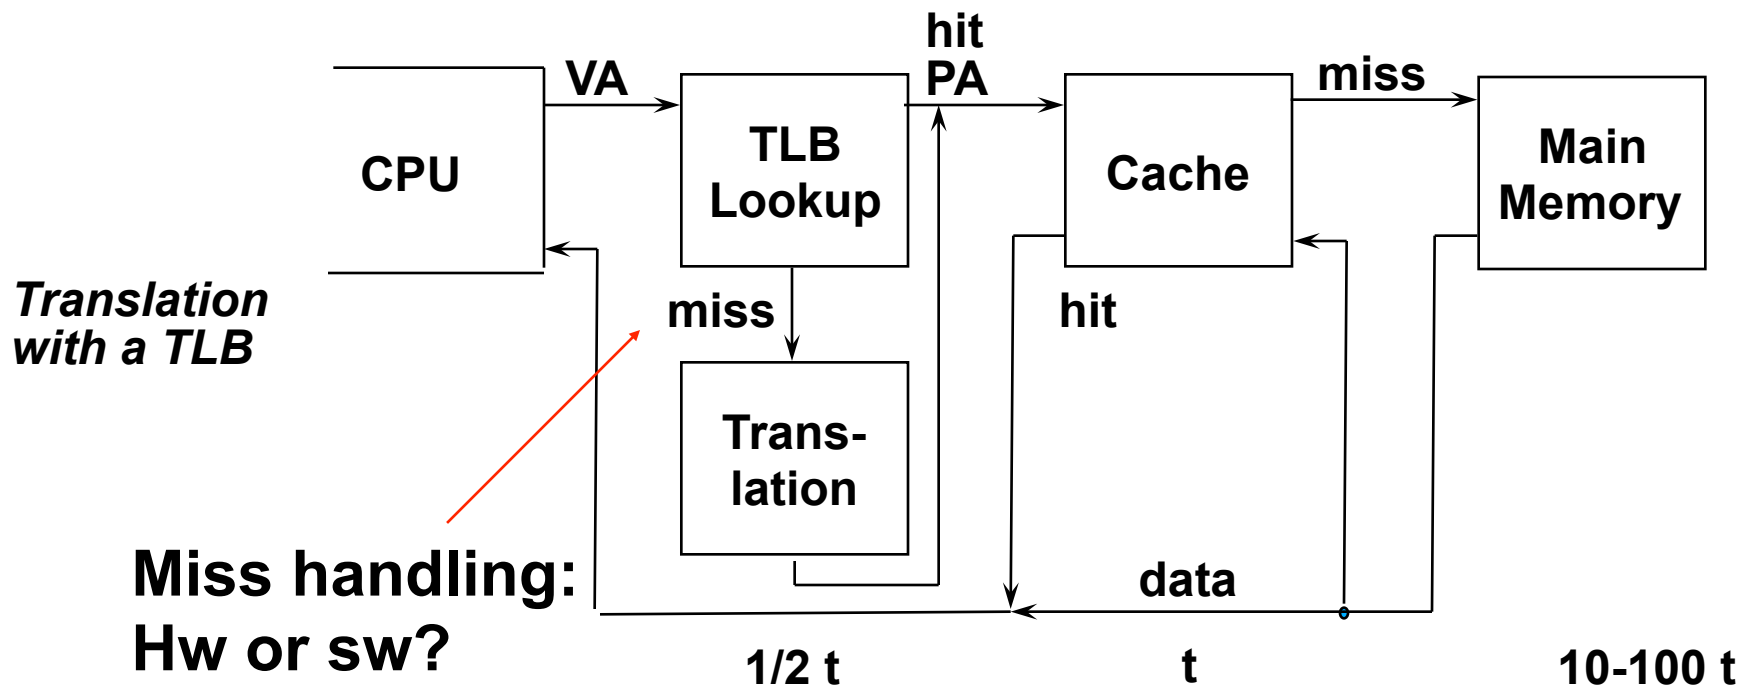 hit
VA
PA
miss
CPU
TLB
Lookup
Cache
Main
Memory
Translation
with a TLB
miss
hit
Trans-
lation
Miss handling:
Hw or sw?
data
1/2 t
t
10-100 t